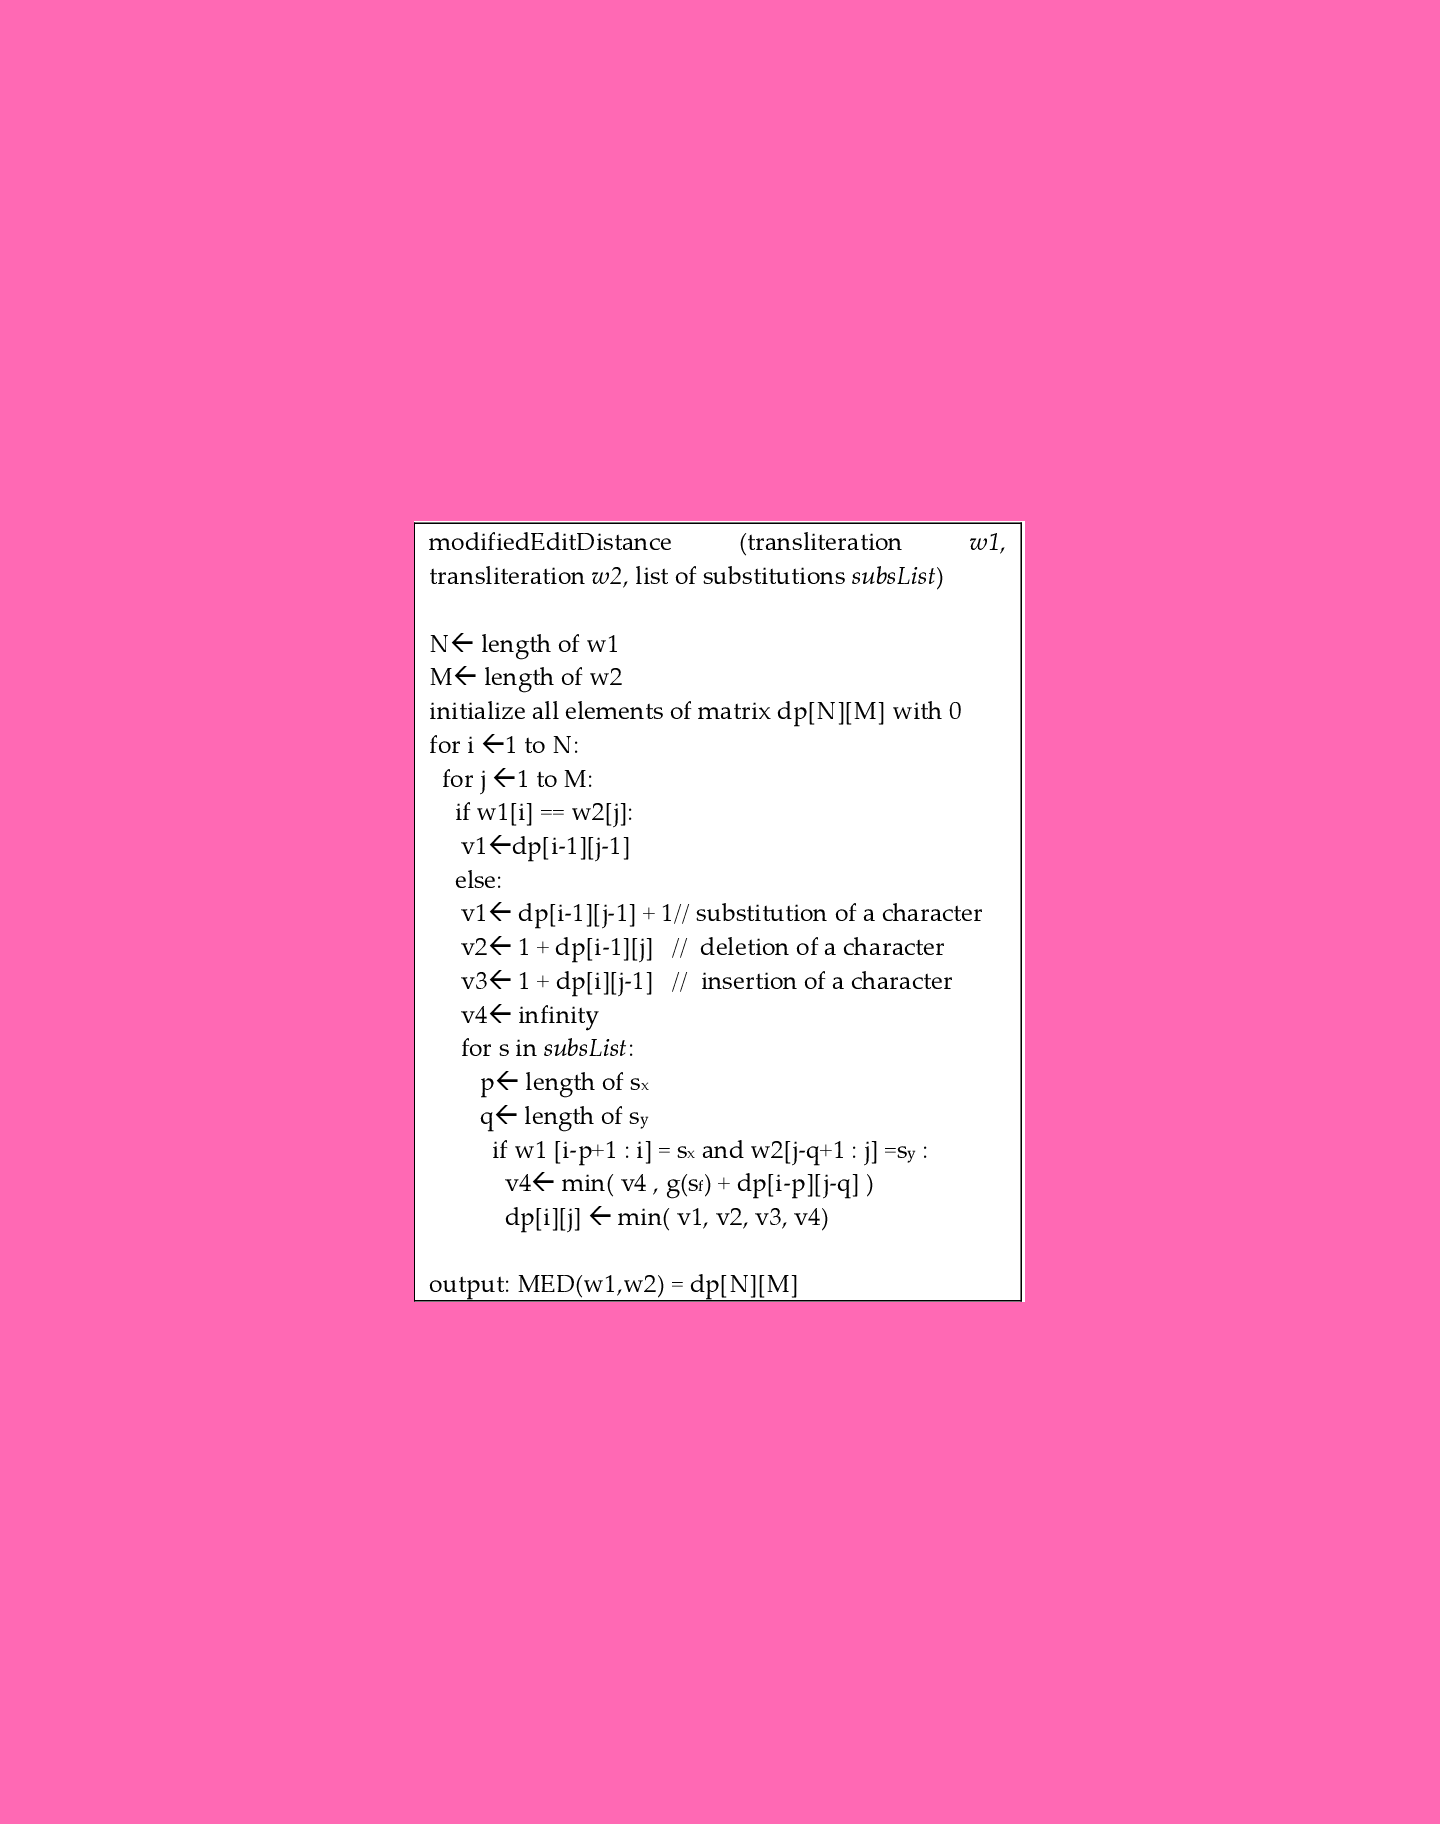 modifiedEditDistance (transliteration w1,
transliteration w2, list of substitutions subsList)
N← length of w1
M← length of w2
initialize all elements of matrix dp[N][M] with 0
for i ←1 to N:
for j ←1 to M:
if w1[i] == w2[j]:
v1←dp[i-1][j-1]
else:
v1← dp[i-1][j-1] + 1// substitution of a character
v2← 1 + dp[i-1][j] // deletion of a character
v3← 1 + dp[i][j-1] // insertion of a character
v4← infinity
for s in subsList:
p← length of sx
q← length of sy
if w1 [i-p+1 : i] = sx and w2[j-q+1 : j] =sy :
v4← min( v4 , g(sf) + dp[i-p][j-q] )
dp[i][j] ← min( v1, v2, v3, v4)
output: MED(w1,w2) = dp[N][M]